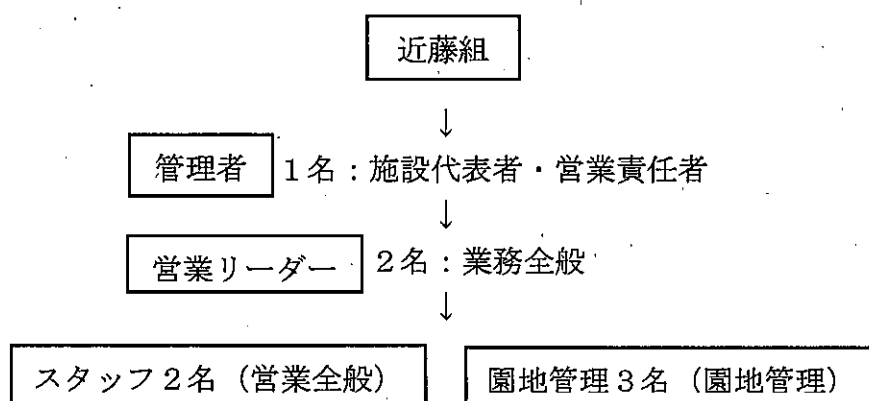 近藤組
↓
管理者 1名：施設代表者・営業責任者
↓
営業リーダー 2名：業務全般
↓
スタッフ2名（営業全般） 園地管理3名（園地管理）